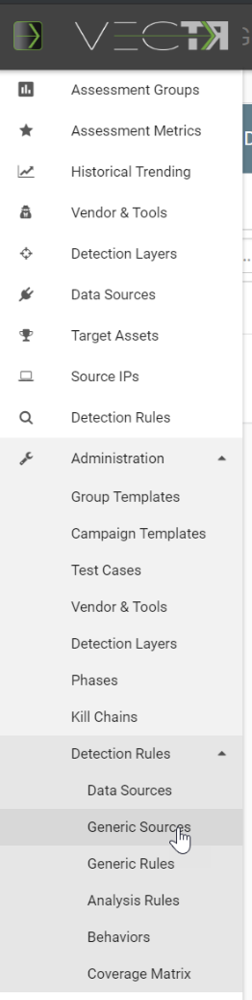 VECTR
Assessment Groups
Assessment Metrics
Historical Trending
Vendor & Tools
Detection Layers
Data Sources
Target Assets
Source IPs
Detection Rules
Administration
Group Templates
Campaign Templates
Test Cases
Vendor & Tools
Detection Layers
Phases
Kill Chains
Detection Rules
Data Sources
Generic Sources
Generic Rules
Analysis Rules
Behaviors
Coverage Matrix